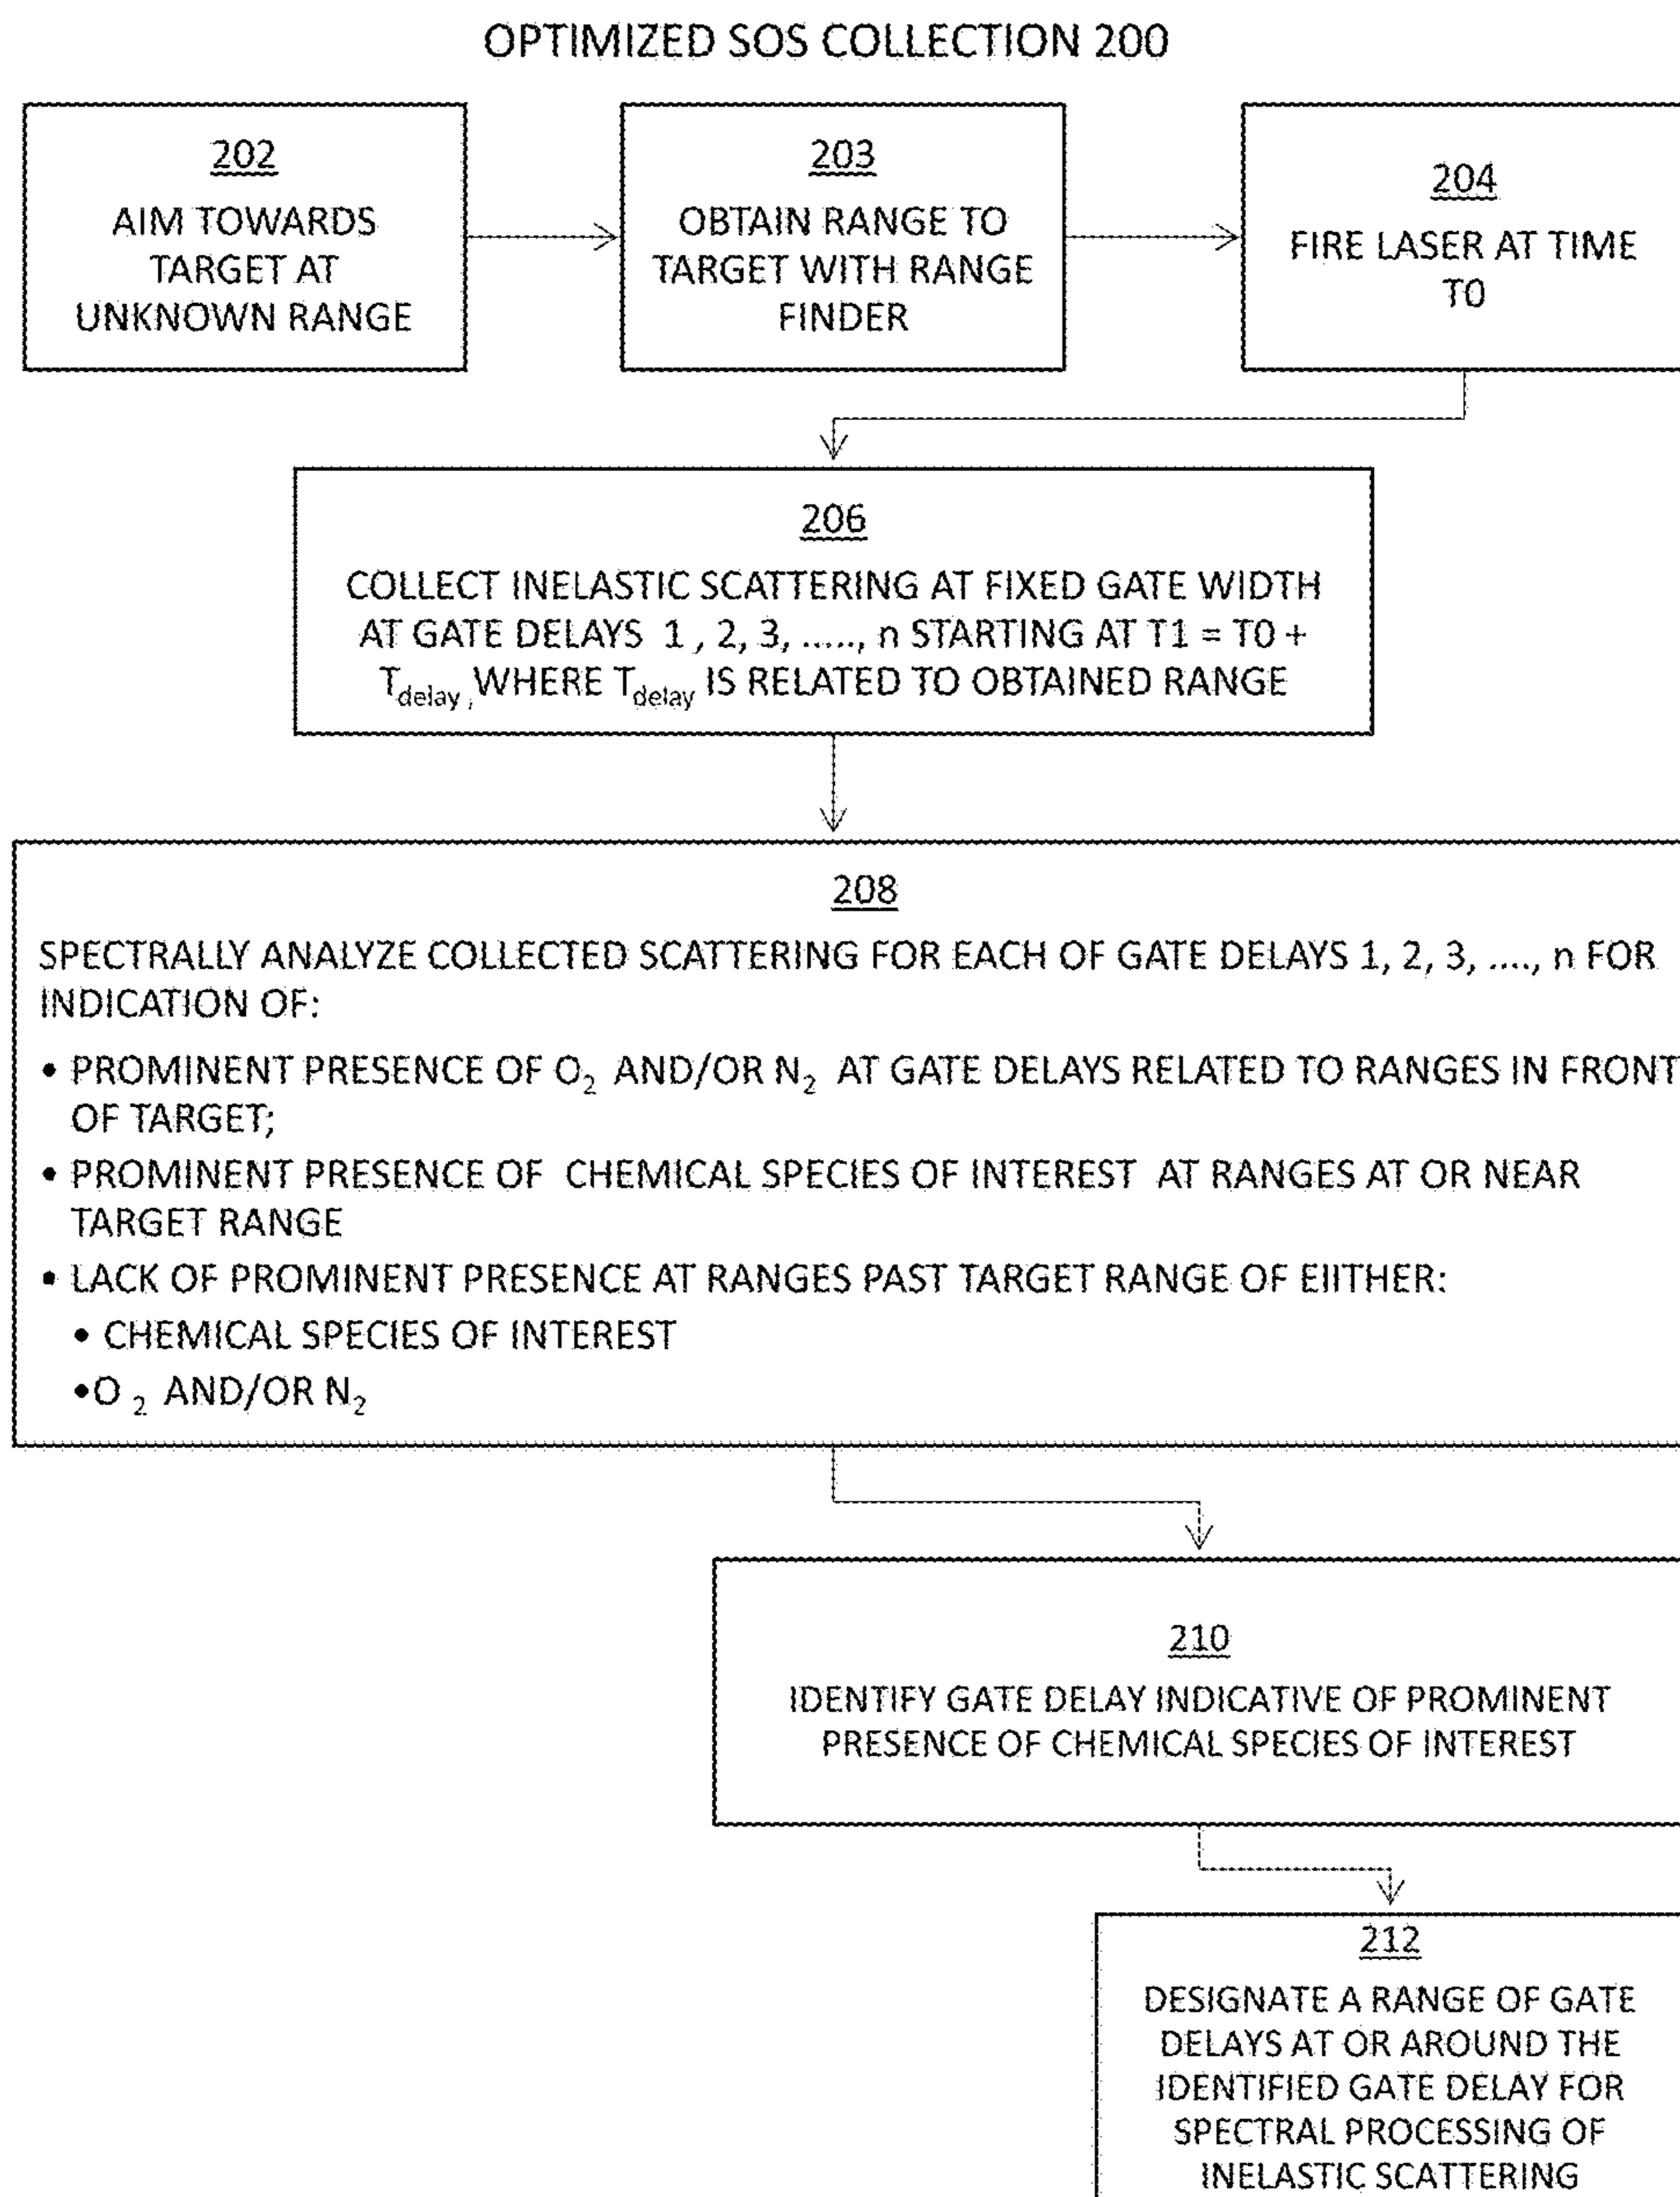 OPTIMIZED SOS COLLECTION 200
202
AIM TOWARDS
TARGET AT
UNKNOWN RANGE
203
OBTAIN RANGE TO
TARGET WITH RANGE
FINDER
204
FIRE LASER AT TIME
T0
206
COLLECT INELASTIC SCATTERING AT FIXED GATE WIDTH
AT GATE DELAYS 1 , 2, 3, ....., n STARTING AT T1 = T0 +
Tdelay, WHERE Tdelay IS RELATED TO OBTAINED RANGE
208
SPECTRALLY ANALYZE COLLECTED SCATTERING FOR EACH OF GATE DELAYS 1, 2, 3, ...., n FOR
INDICATION OF:
• PROMINENT PRESENCE OF O2 AND/OR N2 AT GATE DELAYS RELATED TO RANGES IN FRONT
OF TARGET;
• PROMINENT PRESENCE OF CHEMICAL SPECIES OF INTEREST AT RANGES AT OR NEAR
TARGET RANGE
• LACK OF PROMINENT PRESENCE AT RANGES PAST TARGET RANGE OF EIITHER:
• CHEMICAL SPECIES OF INTEREST
•O 2 AND/OR N2
210
IDENTIFY GATE DELAY INDICATIVE OF PROMINENT
PRESENCE OF CHEMICAL SPECIES OF INTEREST
212
DESIGNATE A RANGE OF GATE
DELAYS AT OR AROUND THE
IDENTIFIED GATE DELAY FOR
SPECTRAL PROCESSING OF
INELASTIC SCATTERING